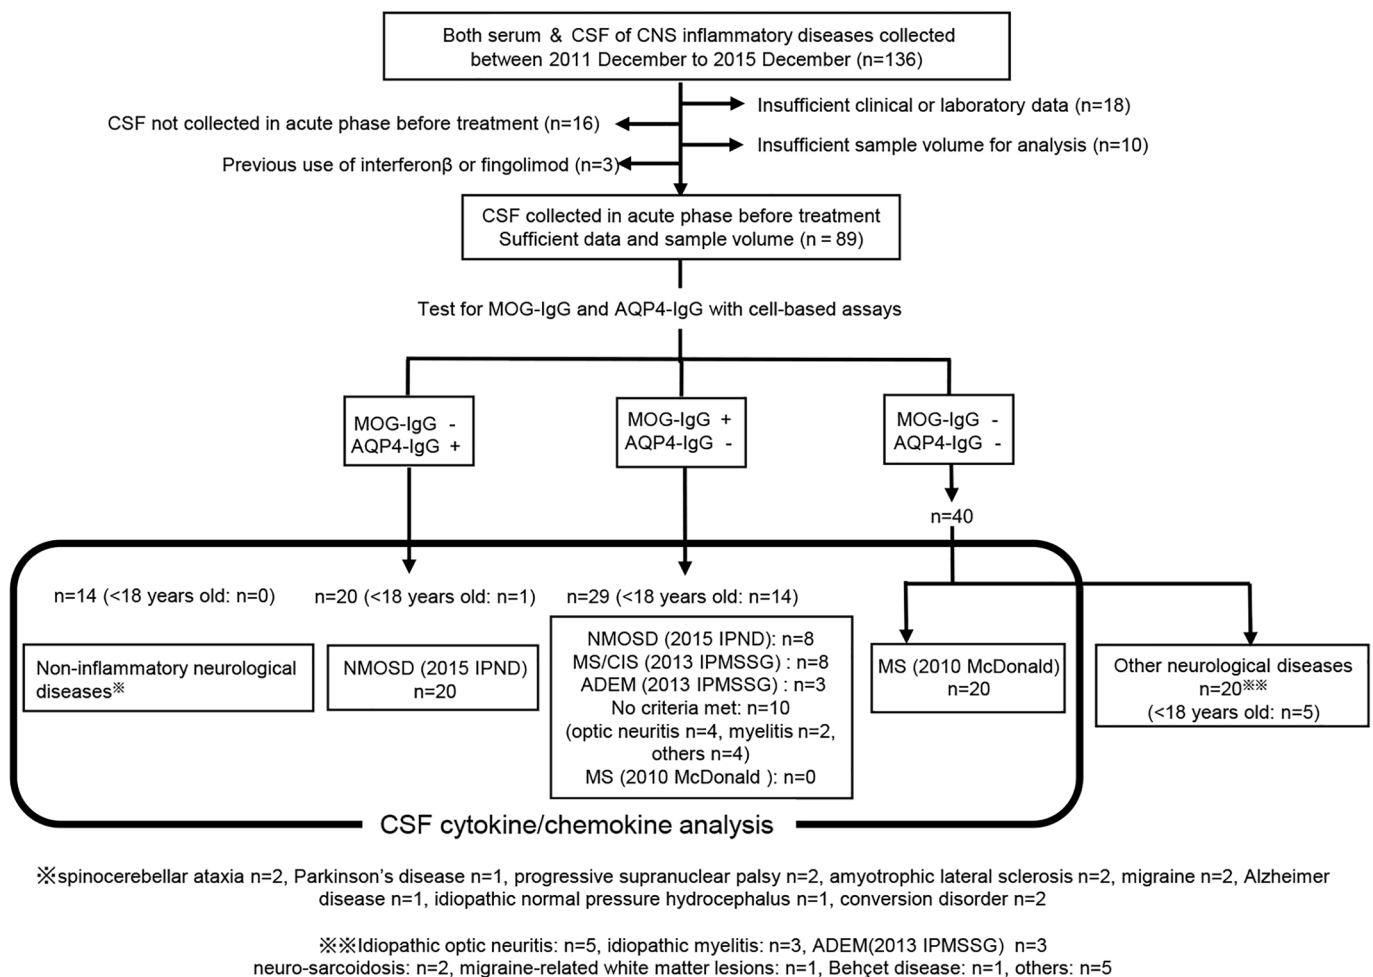 Both serum & CSF of CNS inflammatory diseases collected
between 2011 December to 2015 December (n=136)
Insufficient clinical or laboratory data (n=18)
CSF not collected in acute phase before treatment (n=16)
Insufficient sample volume for analysis (n=10)
Previous use of interferonβ or fingolimod (n=3)
CSF collected in acute phase before treatment
Sufficient data and sample volume (n = 89)
Test for MOG-IgG and AQP4-IgG with cell-based assays
MOG-IgG -
AQP4-IgG +
MOG-IgG +
AQP4-IgG -
MOG-IgG -
AQP4-IgG -
n=40
n=14 (<18 years old: n=0)
n=20 (<18 years old: n=1)
n=29 (<18 years old: n=14)
Non-inflammatory neurological
diseases※
NMOSD (2015 IPND)
n=20
NMOSD (2015 IPND): n=8
MS/CIS (2013 IPMSSG) : n=8
ADEM (2013 IPMSSG) : n=3
No criteria met: n=10
(optic neuritis n=4, myelitis n=2,
others n=4)
MS (2010 McDonald ): n=0
MS (2010 McDonald)
n=20
Other neurological diseases
n=20※※
(<18 years old: n=5)
CSF cytokine/chemokine analysis
※spinocerebellar ataxia n=2, Parkinson's disease n=1, progressive supranuclear palsy n=2, amyotrophic lateral sclerosis n=2, migraine n=2, Alzheimer
disease n=1, idiopathic normal pressure hydrocephalus n=1, conversion disorder n=2
※※Idiopathic optic neuritis: n=5, idiopathic myelitis: n=3, ADEM(2013 IPMSSG) n=3
neuro-sarcoidosis: n=2, migraine-related white matter lesions: n=1, Behçet disease: n=1, others: n=5